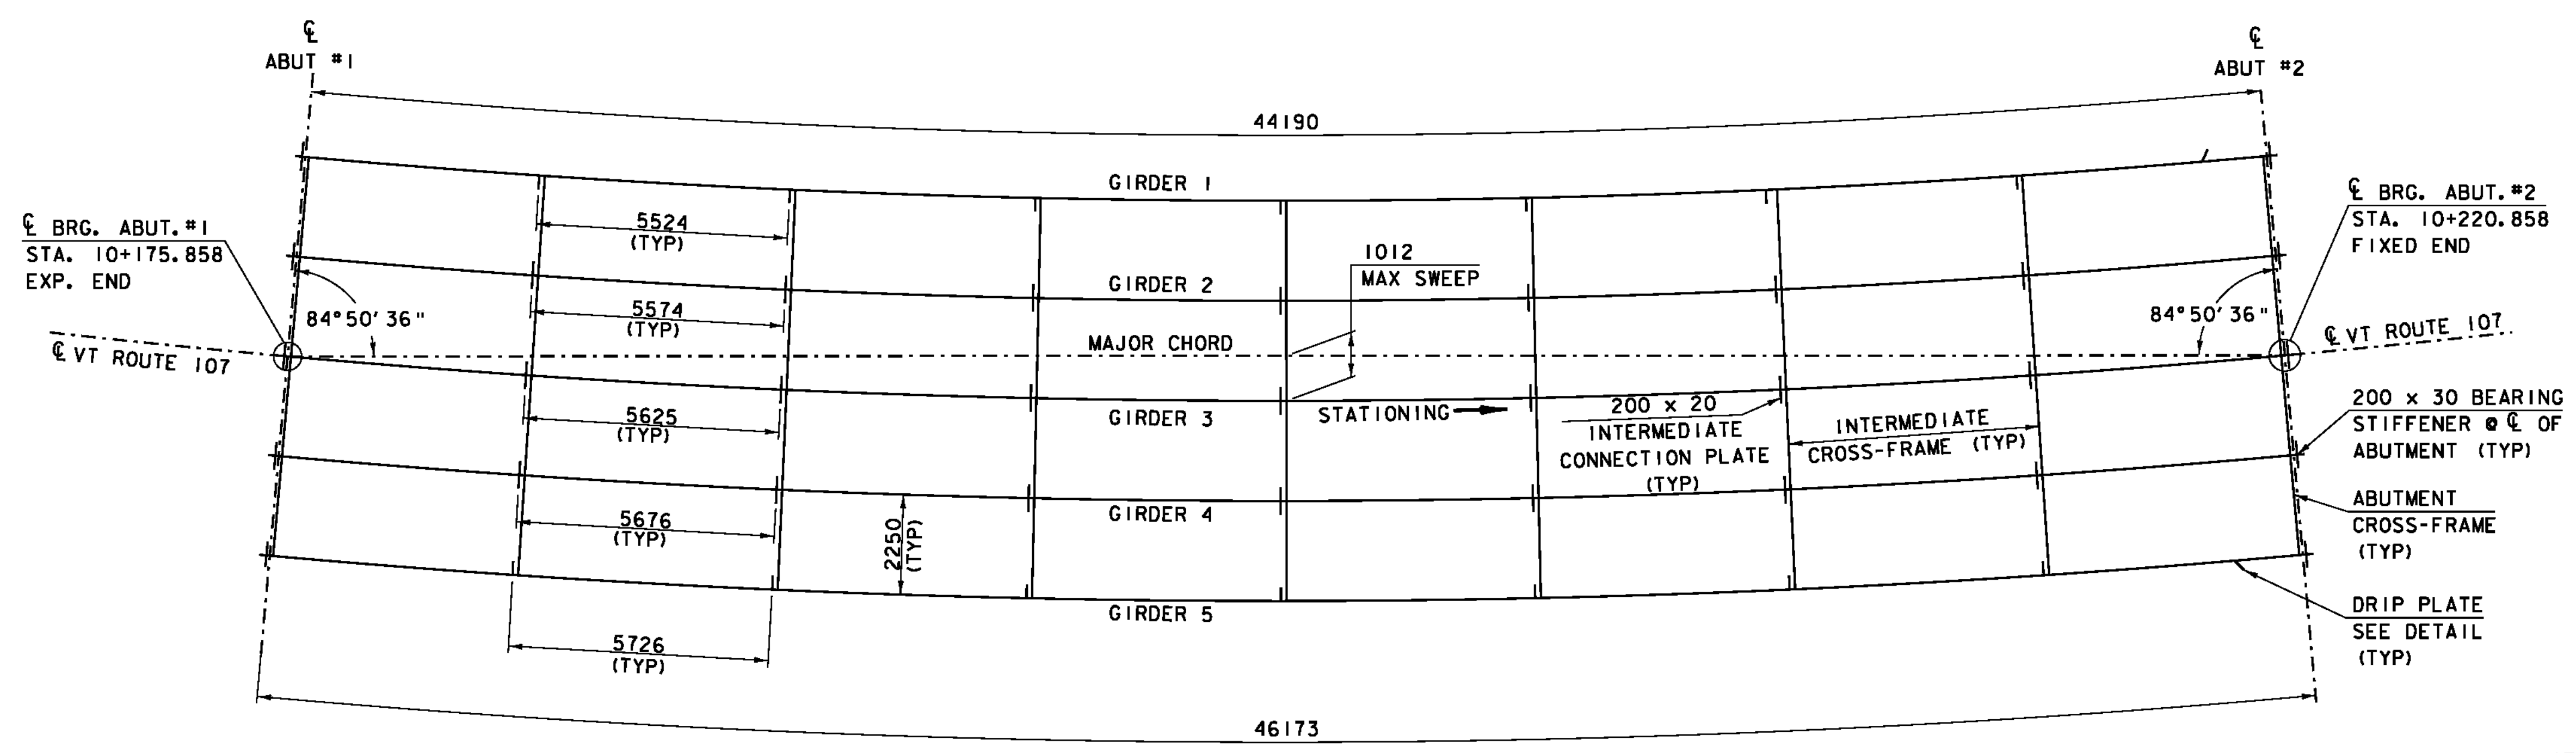 ℄
ABUT #1
℄
ABUT #2
44190
GIRDER 1
℄ BRG. ABUT.#1
STA. 10+175.858
EXP. END
5524
(TYP)
℄ BRG. ABUT.#2
STA. 10+220.858
FIXED END
1012
MAX SWEEP
GIRDER 2
84°50'36"
5574
(TYP)
84°50'36"
MAJOR CHORD
℄ VT ROUTE 107
℄ VT ROUTE 107
5625
(TYP)
GIRDER 3
STATIONING
200 x 20
INTERMEDIATE
CONNECTION PLATE
(TYP)
INTERMEDIATE
CROSS-FRAME (TYP)
200 x 30 BEARING
STIFFENER @ ℄ OF
ABUTMENT (TYP)
5676
(TYP)
2250
(TYP)
GIRDER 4
ABUTMENT
CROSS-FRAME
(TYP)
GIRDER 5
5726
(TYP)
DRIP PLATE
SEE DETAIL
(TYP)
46173